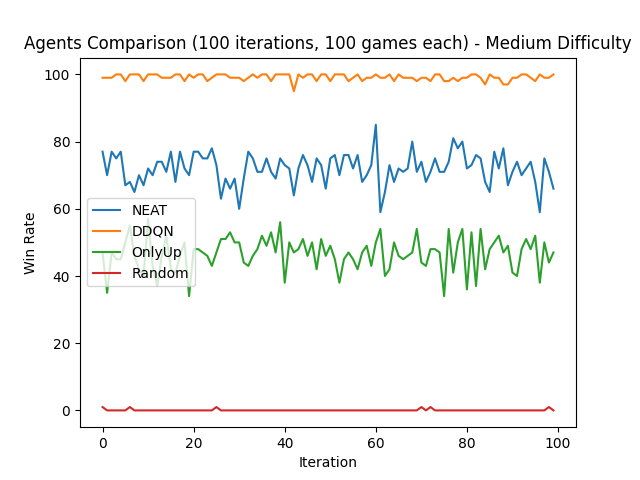 Agents Comparison (100 iterations, 100 games each) - Medium Difficulty
100
80
60
40
20
0
Win Rate
NEAT
DDQN
OnlyUp
Random
0 20 40 60 80 100
Iteration